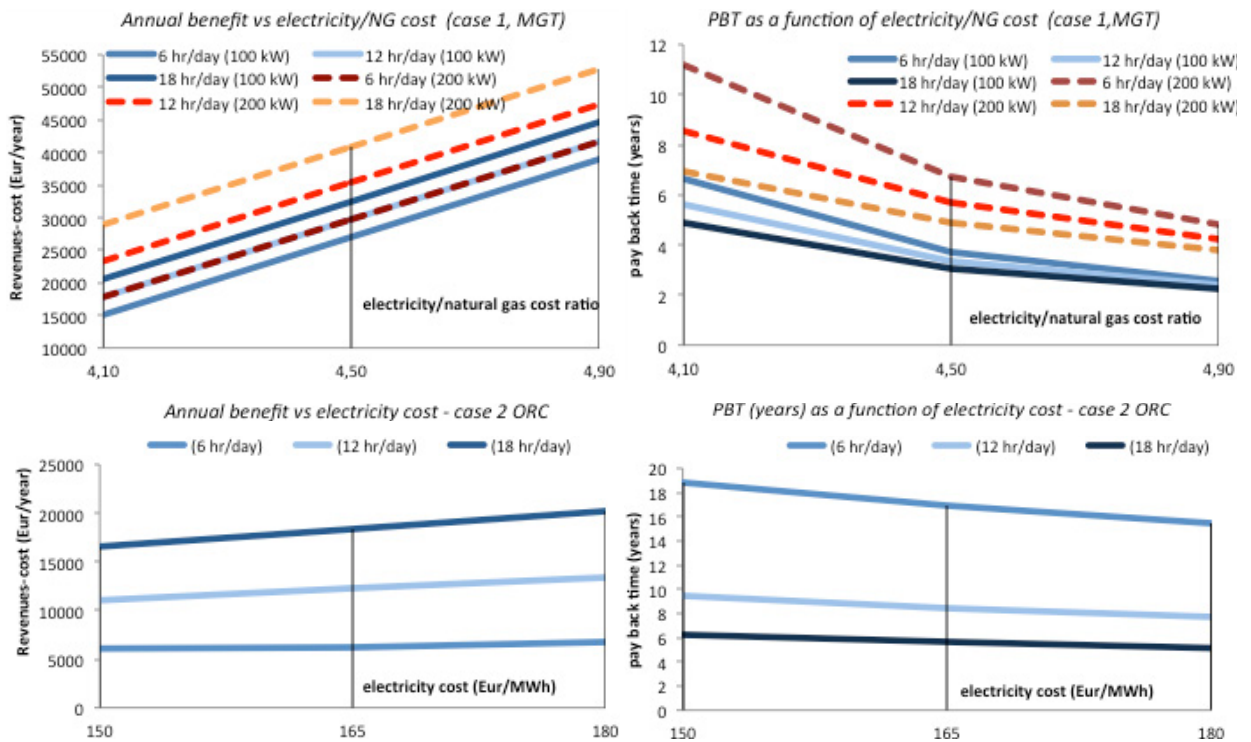 Annual benefit vs electricity/NG cost (case 1, MGT)
6 hr/day (100 kW) 12 hr/day (100 kW)
18 hr/day (100 kW) 6 hr/day (200 kW)
12 hr/day (200 kW) 18 hr/day (200 kW)
Revenues-cost (Eur/year)
55000
50000
45000
40000
35000
30000
25000
20000
15000
10000
electricity/natural gas cost ratio
4,10 4,50 4,90
PBT as a function of electricity/NG cost (case 1,MGT)
6 hr/day (100 kW) 12 hr/day (100 kW)
18 hr/day (100 kW) 6 hr/day (200 kW)
12 hr/day (200 kW) 18 hr/day (200 kW)
pay back time (years)
12
10
8
6
4
2
0
electricity/natural gas cost ratio
4,10 4,50 4,90
Annual benefit vs electricity cost - case 2 ORC
(6 hr/day) (12 hr/day) (18 hr/day)
Revenues-cost (Eur/year)
25000
20000
15000
10000
5000
0
electricity cost (Eur/MWh)
150 165 180
PBT (years) as a function of electricity cost - case 2 ORC
(6 hr/day) (12 hr/day) (18 hr/day)
pay back time (years)
20
18
16
14
12
10
8
6
4
2
0
electricity cost (Eur/MWh)
150 165 180